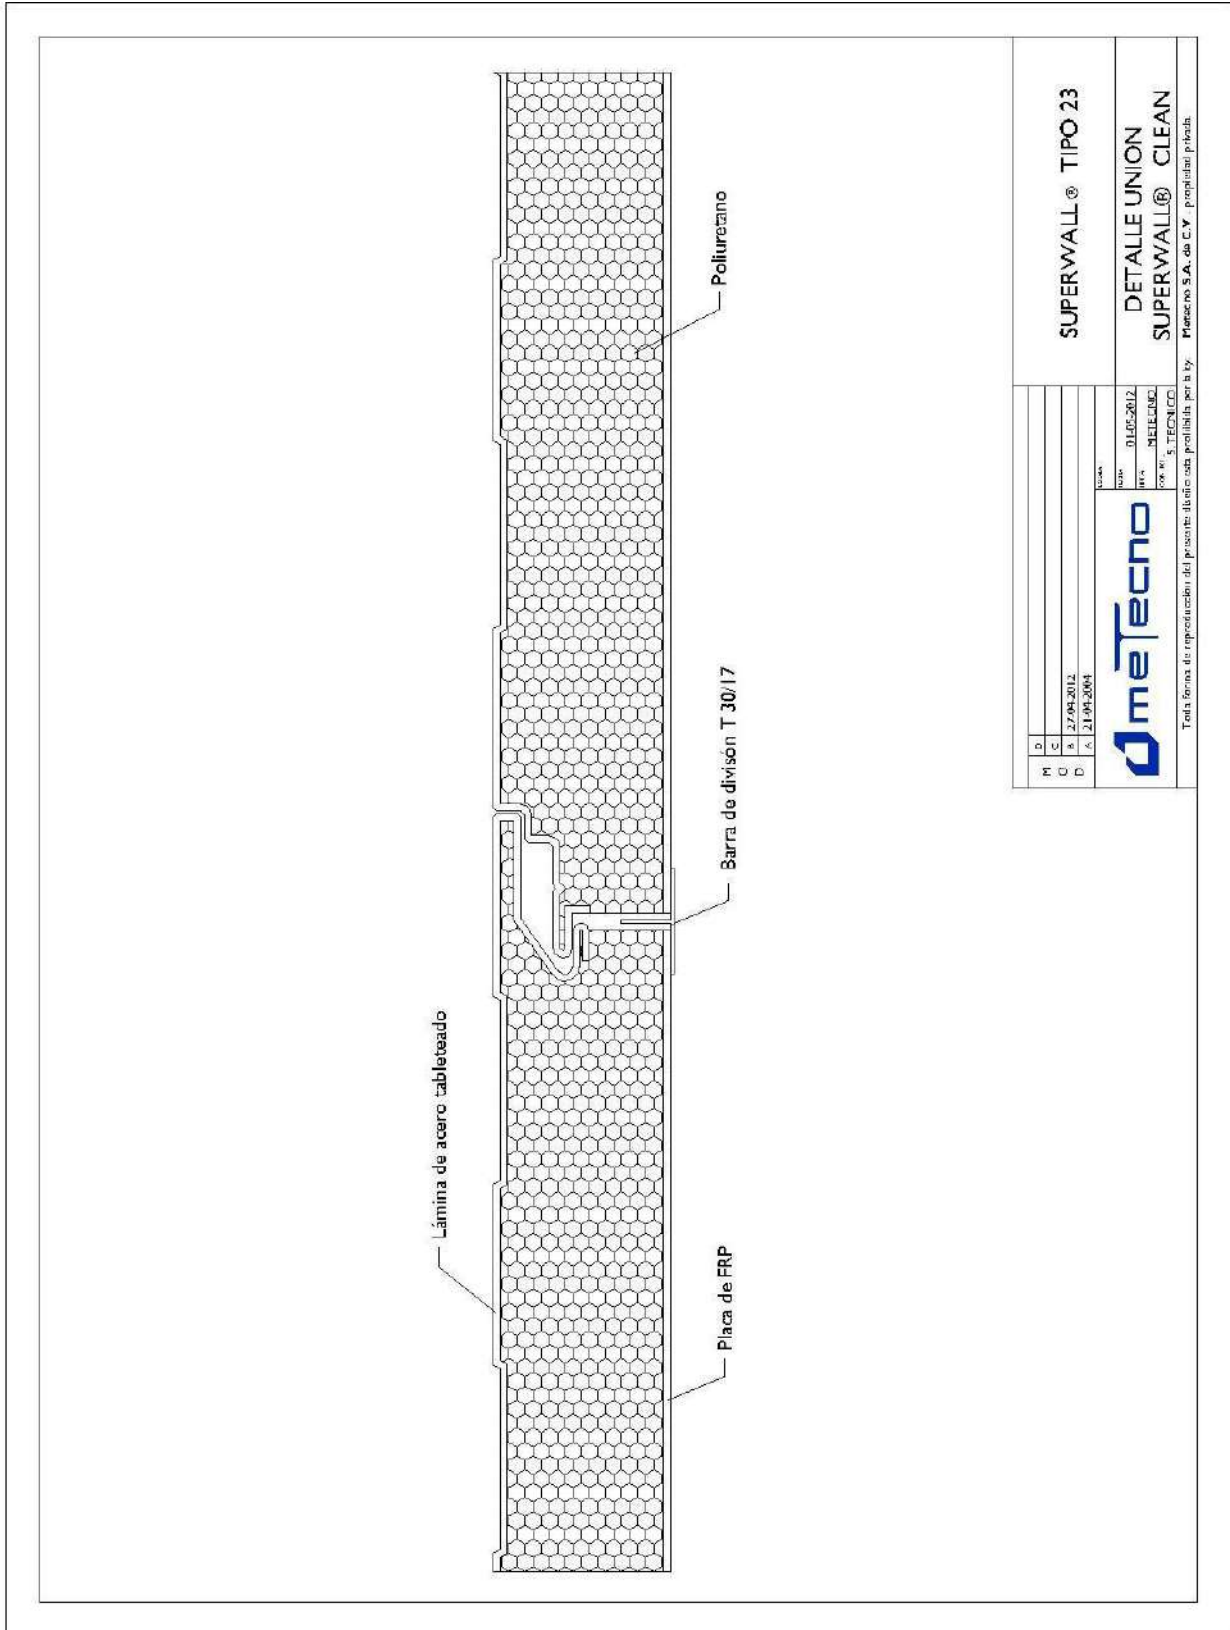 Lámina de acero tableteado
Poliuretano
Barra de divisón T 30/17
Placa de FRP
SUPERWALL ® TIPO 23
DETALLE UNION
SUPERWALL® CLEAN
M
O
D
D
C
B 27-04-2012
A 21-04-2004
01-05-2012
METECNO
S. TECNICO
meTecno
Toda forma de reproducción del presente diseño esta prohibida por la ley. Metecno S.A. de C.V. propiedad privada.